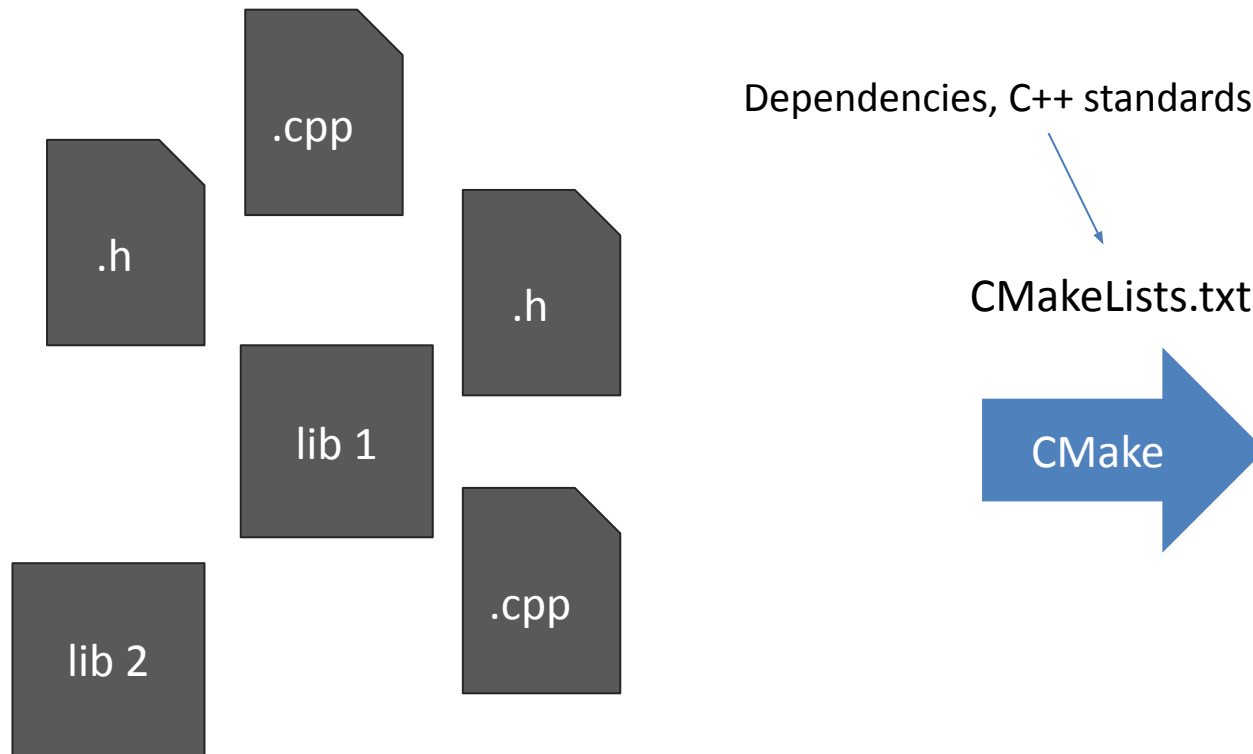 .cpp
Dependencies, C++ standards
.h
.h
CMakeLists.txt
lib 1
CMake
.cpp
lib 2